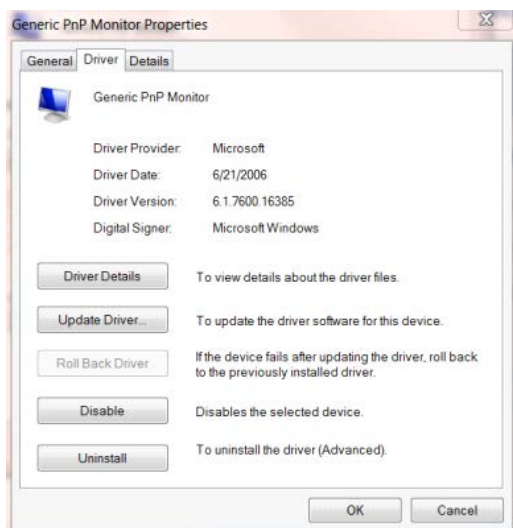 Generic PnP Monitor Properties
General Driver Details
Generic PnP Monitor
Driver Provider: Microsoft
Driver Date: 6/21/2006
Driver Version: 6.1.7600.16385
Digital Signer: Microsoft Windows
Driver Details To view details about the driver files.
Update Driver... To update the driver software for this device.
Roll Back Driver If the device fails after updating the driver, roll back
to the previously installed driver.
Disable Disables the selected device.
Uninstall To uninstall the driver (Advanced).
OK Cancel